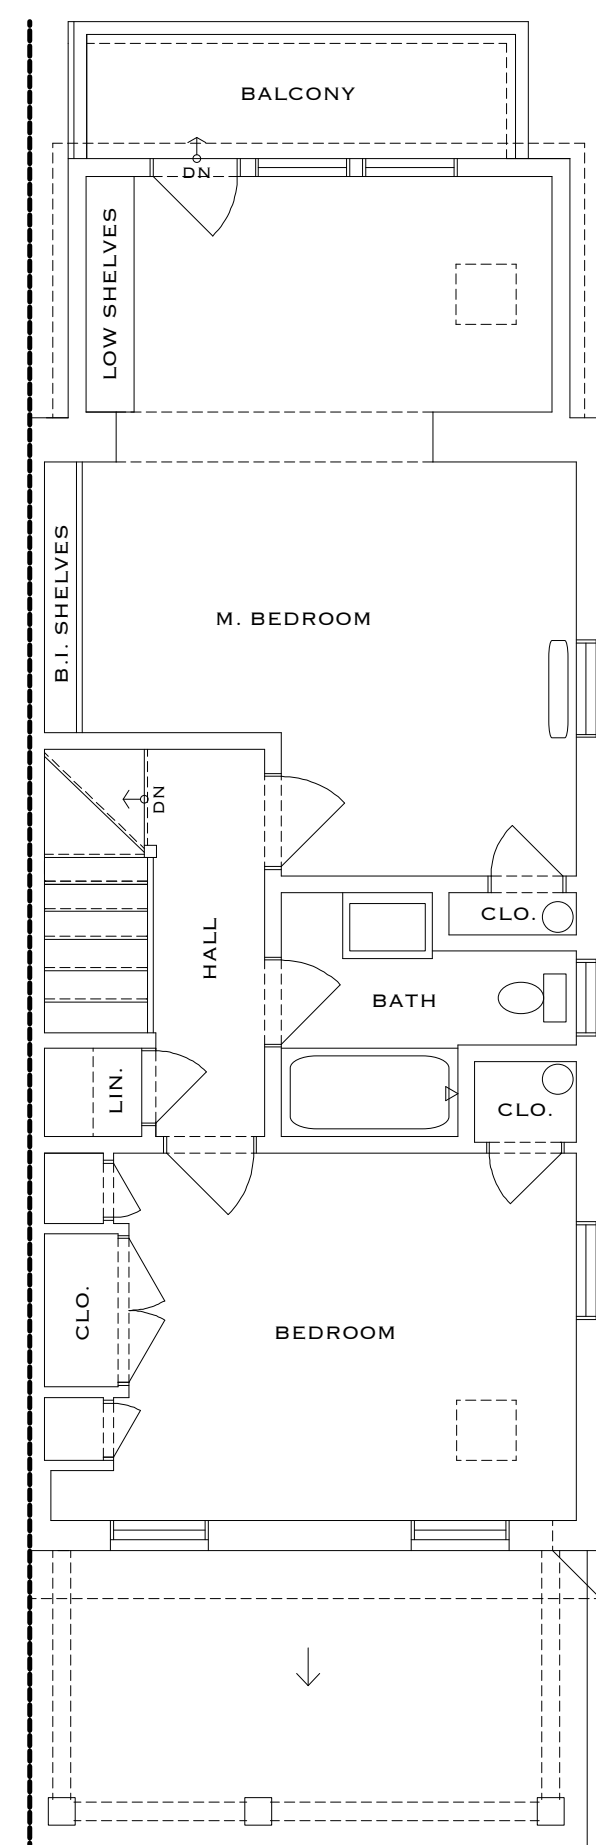 BALCONY
DN
LOW SHELVES
B.I. SHELVES
M. BEDROOM
DN
CLO.
HALL
BATH
LIN.
CLO.
CLO.
BEDROOM